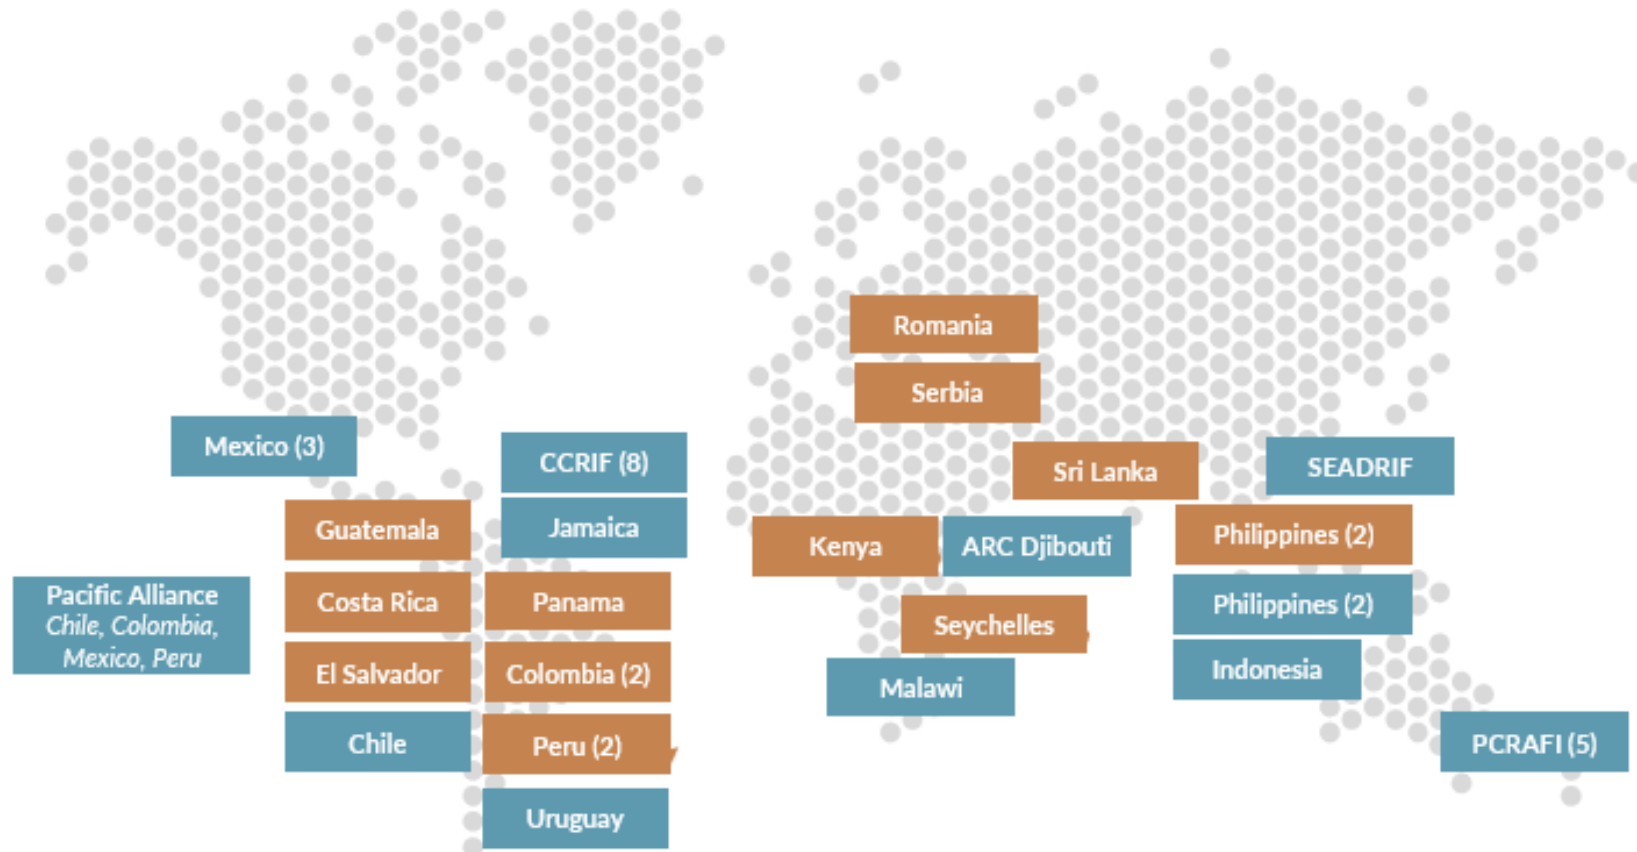 Romania
Serbia
Mexico (3)
CCRIF (8)
Sri Lanka
SEADRIF
Guatemala
Jamaica
Kenya
ARC Djibouti
Philippines (2)
Pacific Alliance
Chile, Colombia,
Mexico, Peru
Costa Rica
Panama
Seychelles
Philippines (2)
El Salvador
Colombia (2)
Malawi
Indonesia
Chile
Peru (2)
PCRAFI (5)
Uruguay